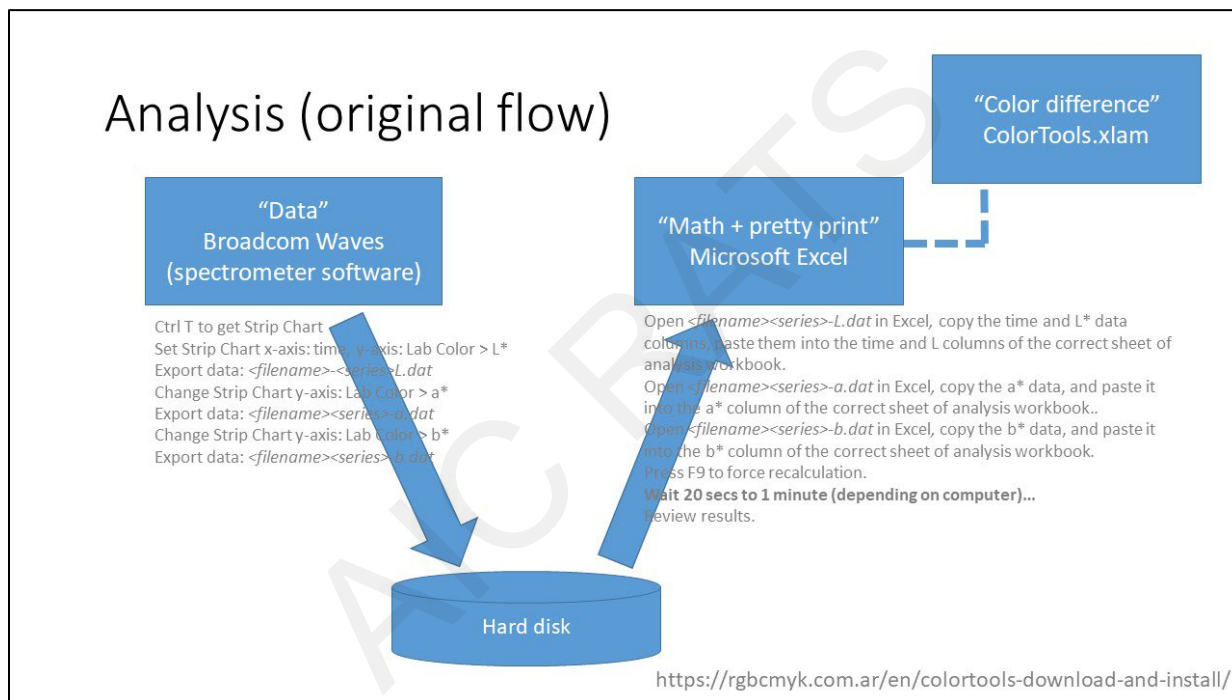 Analysis (original flow)
“Color difference”
ColorTools.xlam
“Data”
Broadcom Waves
(spectrometer software)
“Math + pretty print”
Microsoft Excel
Ctrl T to get Strip Chart
Set Strip Chart x-axis: time, y-axis: Lab Color > L*
Export data: <filename>-<series>L.dat
Change Strip Chart y-axis: Lab Color > a*
Export data: <filename><series>-a.dat
Change Strip Chart y-axis: Lab Color > b*
Export data: <filename><series>-b.dat
Open <filename><series>-L.dat in Excel, copy the time and L* data
columns, paste them into the time and L columns of the correct sheet of
analysis workbook.
Open <filename><series>-a.dat in Excel, copy the a* data, and paste it
into the a* column of the correct sheet of analysis workbook..
Open <filename><series>-b.dat in Excel, copy the b* data, and paste it
into the b* column of the correct sheet of analysis workbook.
Press F9 to force recalculation.
Wait 20 secs to 1 minute (depending on computer)...
Review results.
Hard disk
https://rgbcmyk.com.ar/en/colortools-download-and-install/
AIC RATS